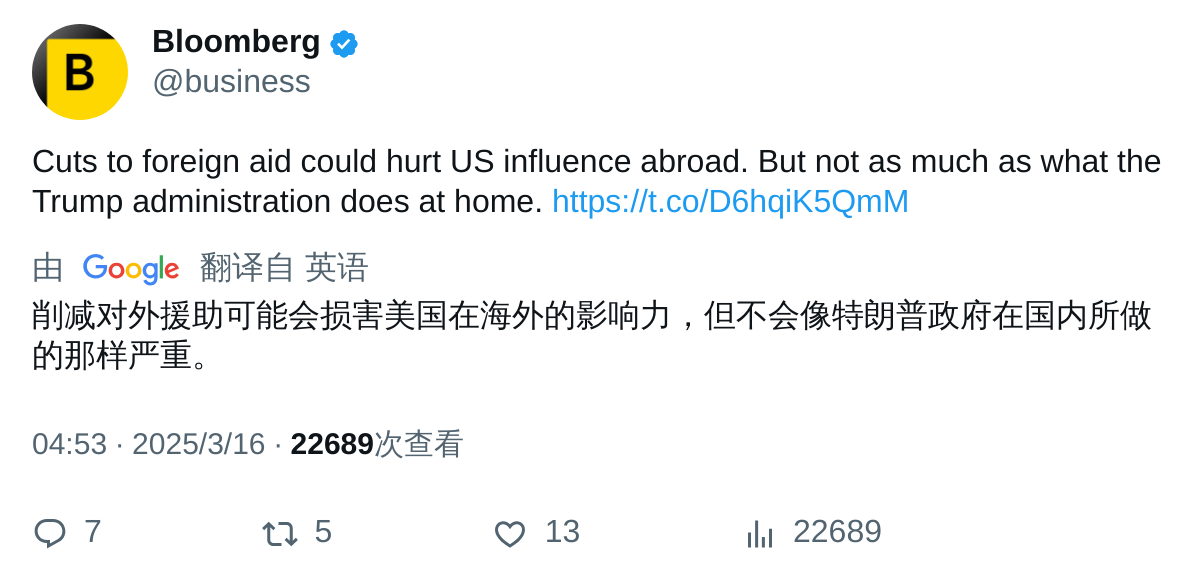 B
Bloomberg
@business
Cuts to foreign aid could hurt US influence abroad. But not as much as what the
Trump administration does at home. https://t.co/D6hqiK5QmM
由 Google 翻译自 英语
削减对外援助可能会损害美国在海外的影响力，但不会像特朗普政府在国内所做
的那样严重。
04:53 · 2025/3/16 · 22689次查看
7 5 13 22689